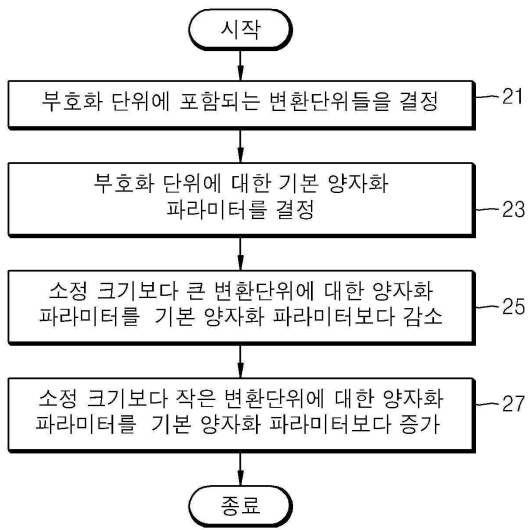 시작
부호화 단위에 포함되는 변환단위들을 결정
21
부호화 단위에 대한 기본 양자화
파라미터를 결정
23
소정 크기보다 큰 변환단위에 대한 양자화
파라미터를 기본 양자화 파라미터보다 감소
25
소정 크기보다 작은 변환단위에 대한 양자화
파라미터를 기본 양자화 파라미터보다 증가
27
종료